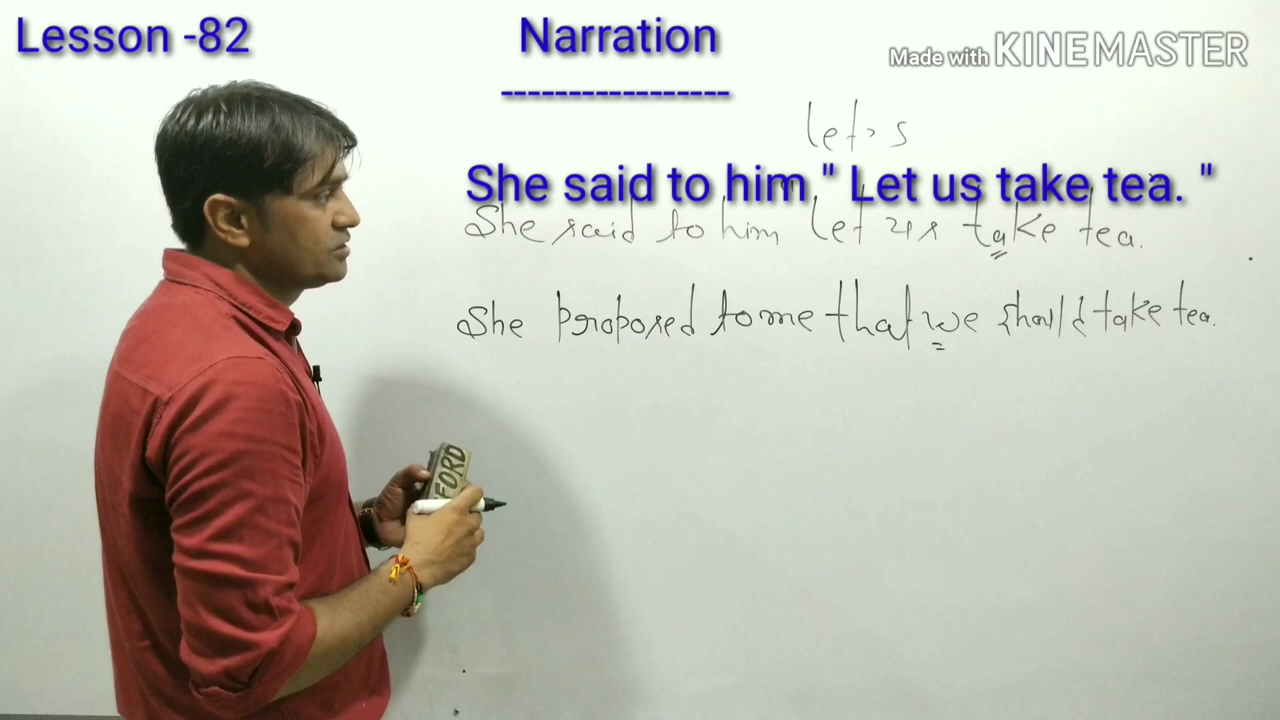 Lesson -82
Narration
-----------------
Made with KINEMASTER
Let's
She said to him " Let us take tea. "
She said to him let us take tea.
She proposed to me that we should take tea.
FORD